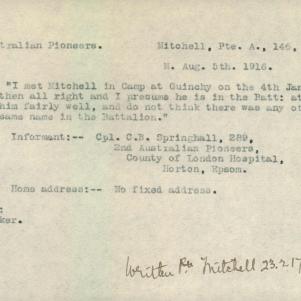 tralian Pioneers. Mitchell, Pte. A., 146,
M. Aug. 5th. 1916.
"I met Mitchell in Camp at Guinchy on the 4th Jan
then all right and I presume he is in the Batt: at
him fairly well, and do not think there was any ot
same name in the Battalion."
Informant:-- Cpl. C.B. Springhall, 289,
2nd Australian Pioneers,
County of London Hospital,
Horton, Epsom.
Home address:-- No fixed address.
:
ker.
Written Pte Mitchell 23.2.17